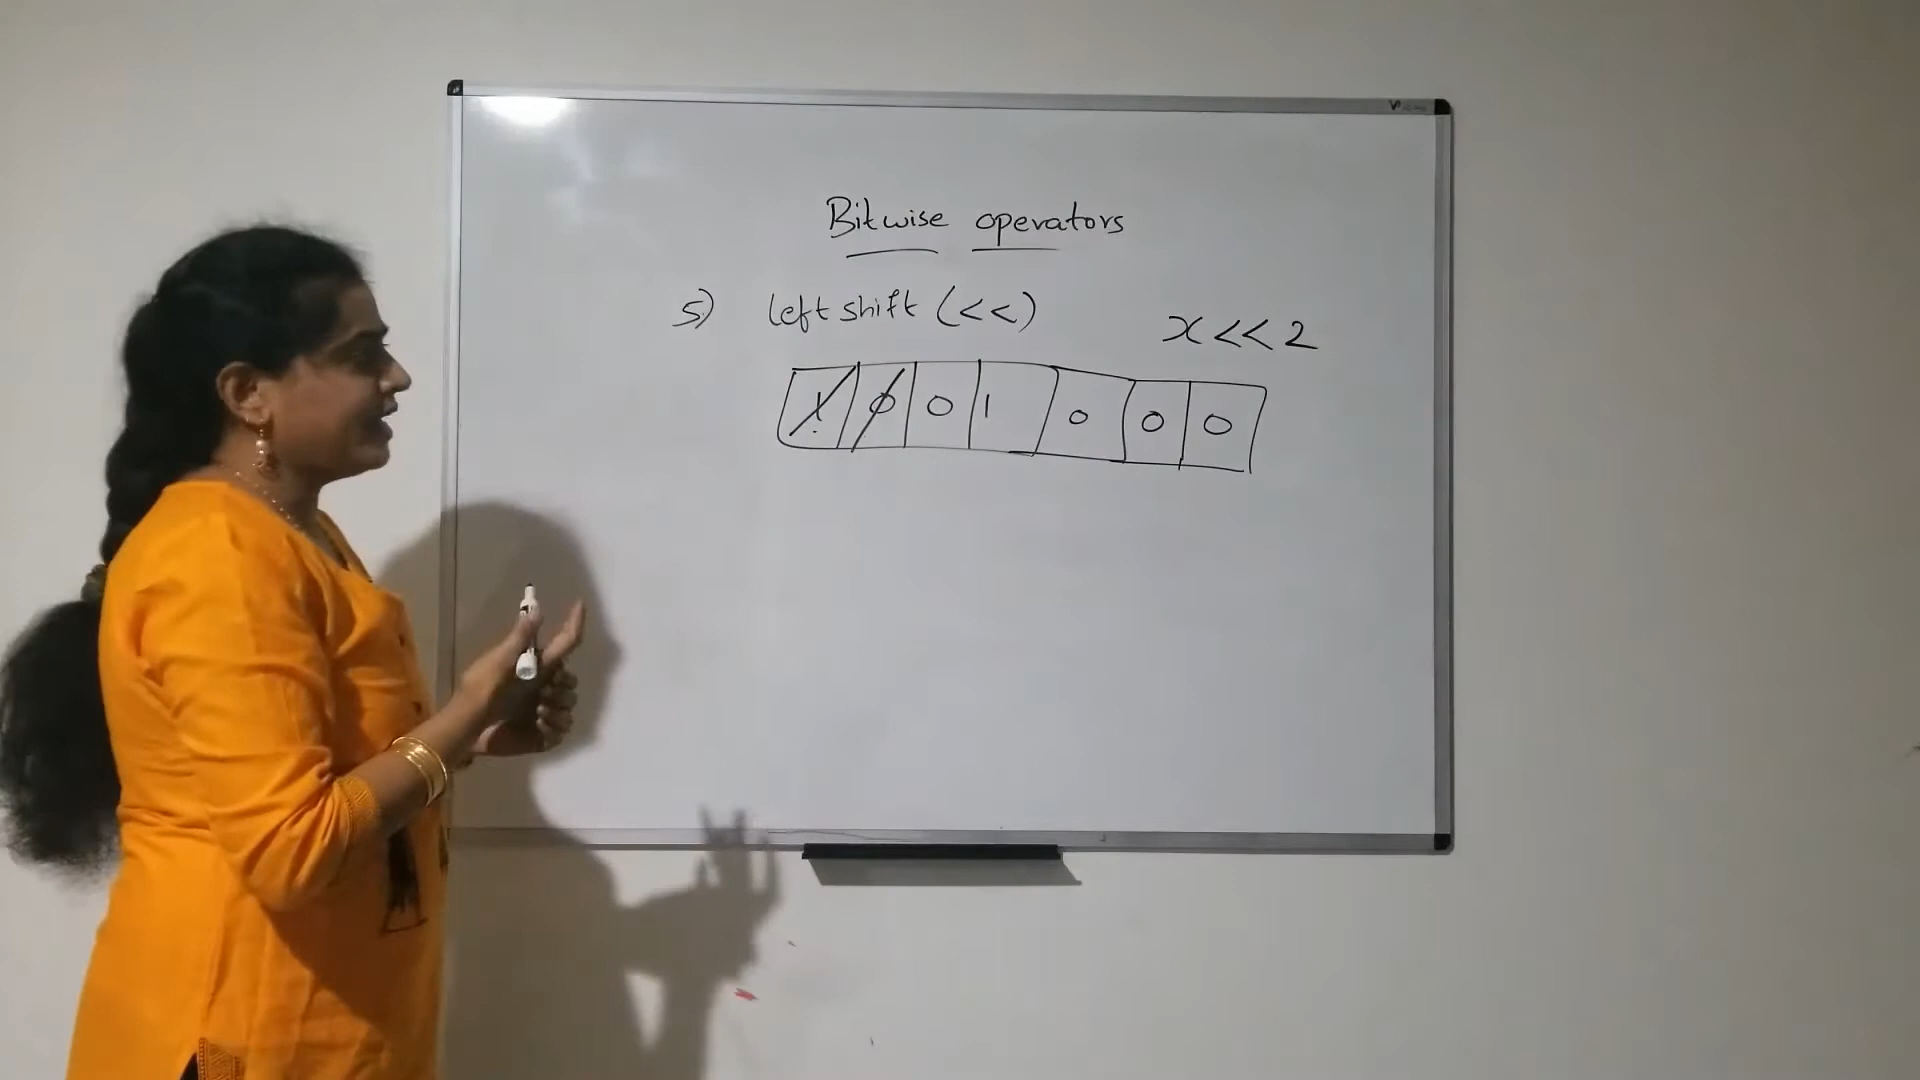 Bitwise operators
5) left shift (<<)
x<<2
1 0 0 1 0 0 0